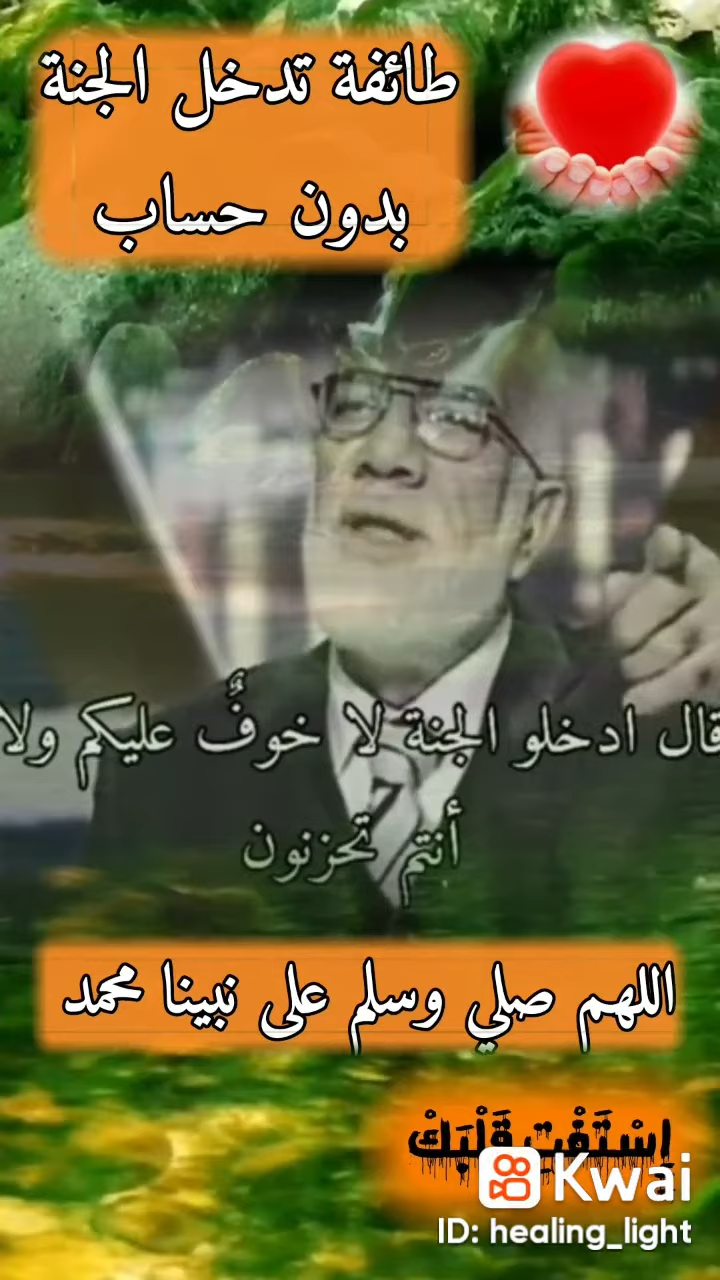 طائفة تدخل الجنة
بدون حساب
قال ادخلو الجنة لا خوفٌ عليكم ولا
أنتم تحزنون
اللهم صلي وسلم على نبينا محمد
اِسْتَفْتِ قَلْبَكْ
Kwai
ID: healing_light